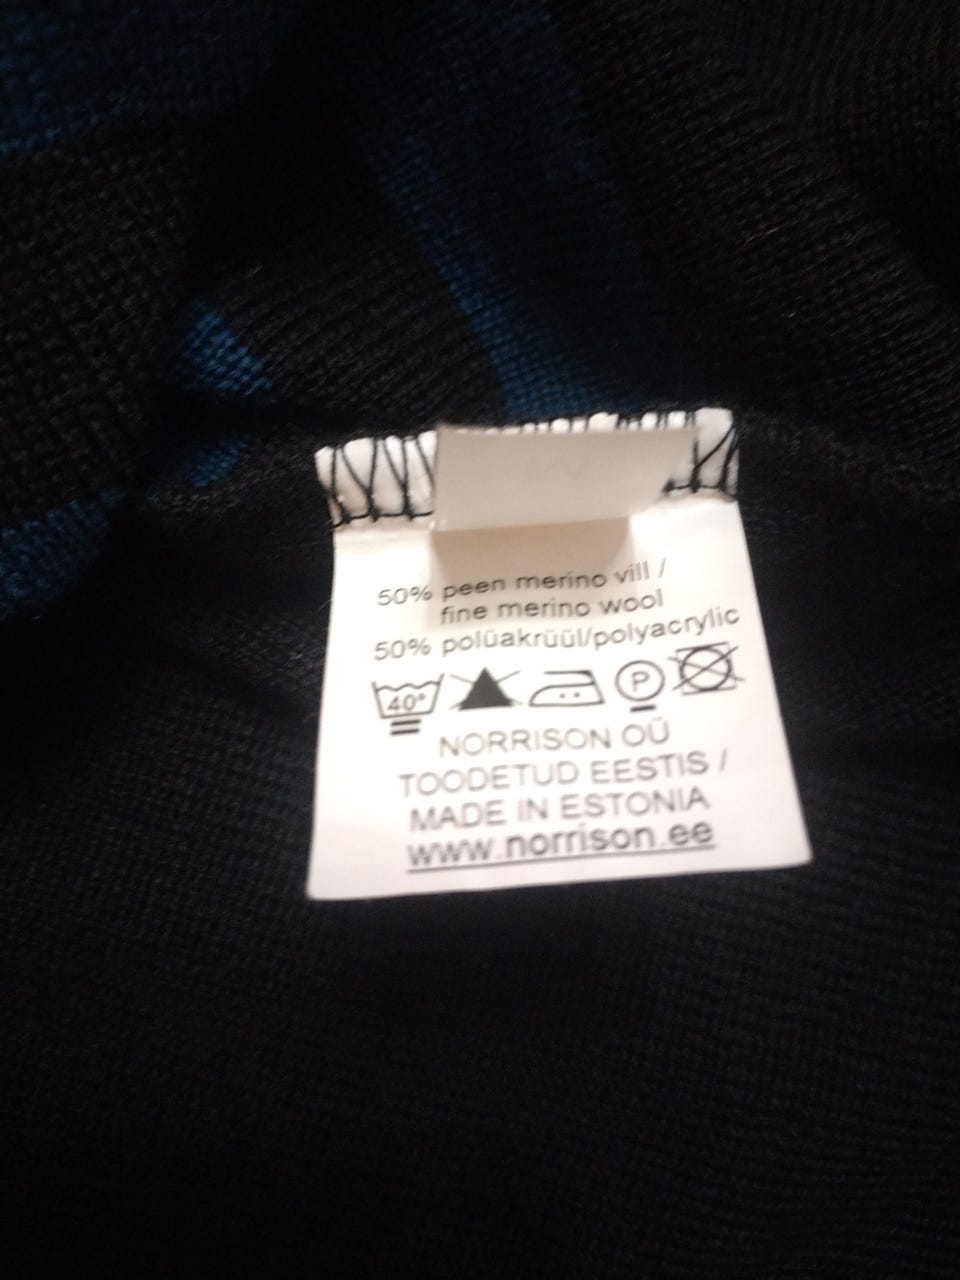 50% peen merino vill /
fine merino wool
50% polüakrüül/polyacrylic
40°
P
NORRISON OÜ
TOODETUD EESTIS /
MADE IN ESTONIA
www.norrison.ee